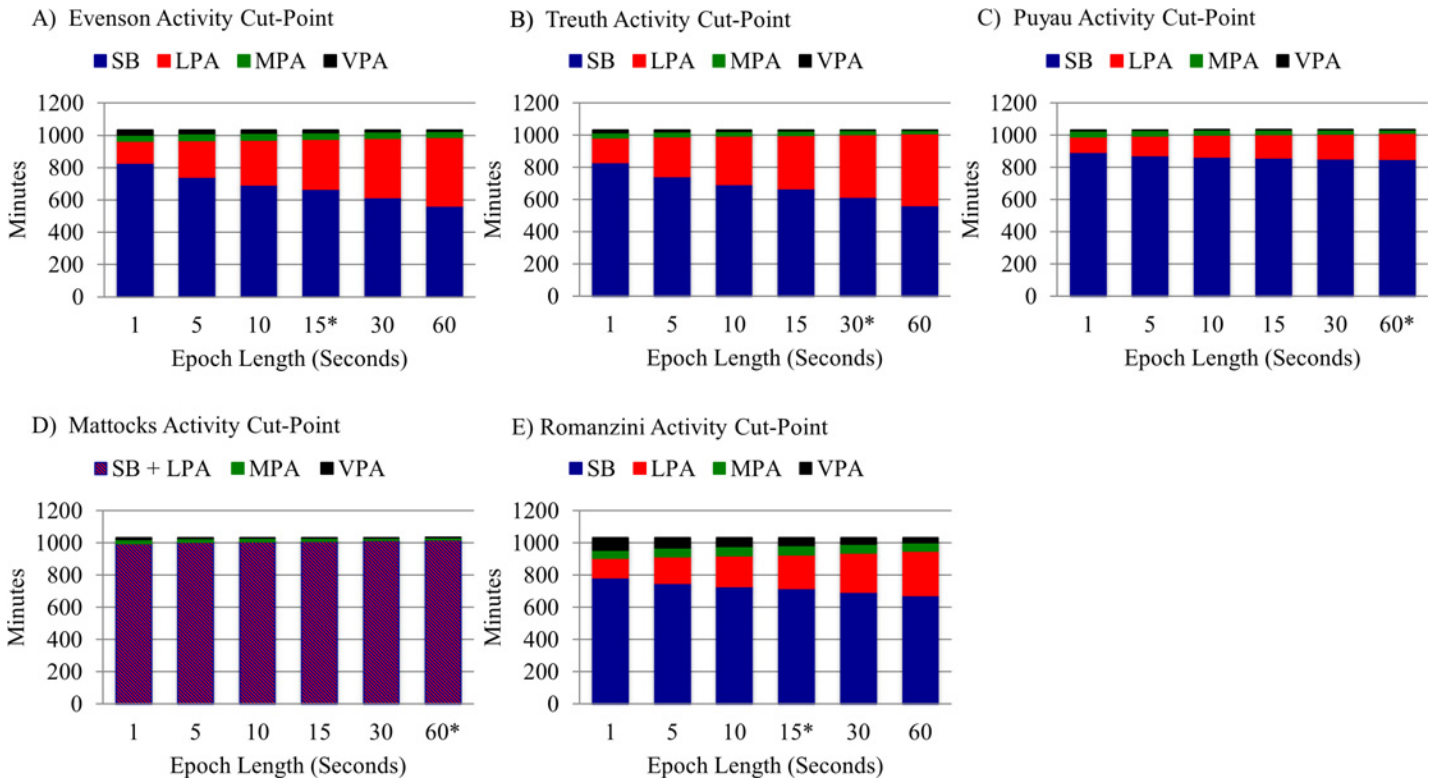 A) Evenson Activity Cut-Point
SB LPA MPA VPA
Minutes
1200
1000
800
600
400
200
0
1 5 10 15* 30 60
Epoch Length (Seconds)
B) Treuth Activity Cut-Point
SB LPA MPA VPA
Minutes
1200
1000
800
600
400
200
0
1 5 10 15 30* 60
Epoch Length (Seconds)
C) Puyau Activity Cut-Point
SB LPA MPA VPA
Minutes
1200
1000
800
600
400
200
0
1 5 10 15 30 60*
Epoch Length (Seconds)
D) Mattocks Activity Cut-Point
SB + LPA MPA VPA
Minutes
1200
1000
800
600
400
200
0
1 5 10 15 30 60*
Epoch Length (Seconds)
E) Romanzini Activity Cut-Point
SB LPA MPA VPA
Minutes
1200
1000
800
600
400
200
0
1 5 10 15* 30 60
Epoch Length (Seconds)